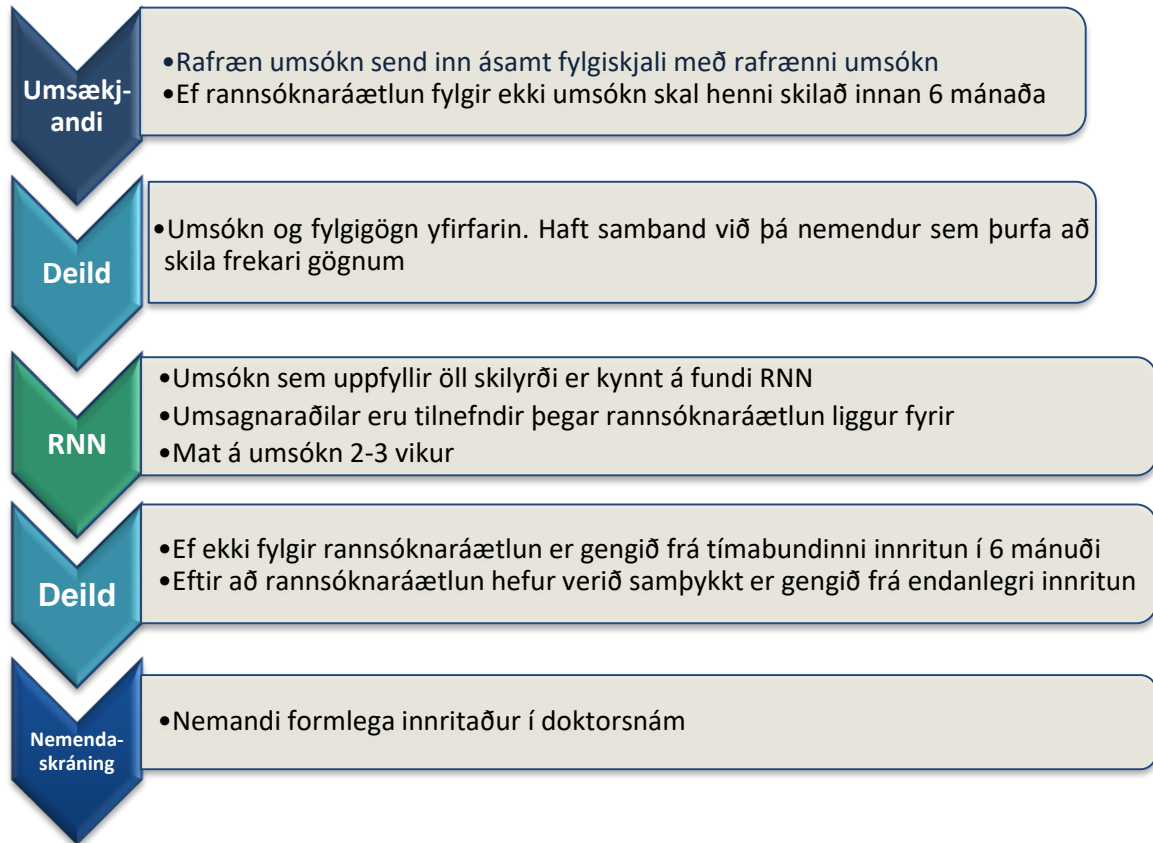 Umsækj-
andi
•Rafræn umsókn send inn ásamt fylgiskjali með rafrænni umsókn
•Ef rannsóknaráætlun fylgir ekki umsókn skal henni skilað innan 6 mánaða
Deild
•Umsókn og fylgigögn yfirfarin. Haft samband við þá nemendur sem þurfa að
skila frekari gögnum
RNN
•Umsókn sem uppfyllir öll skilyrði er kynnt á fundi RNN
•Umsagnaraðilar eru tilnefndir þegar rannsóknaráætlun liggur fyrir
•Mat á umsókn 2-3 vikur
Deild
•Ef ekki fylgir rannsóknaráætlun er gengið frá tímabundinni innritun í 6 mánuði
•Eftir að rannsóknaráætlun hefur verið samþykkt er gengið frá endanlegri innritun
Nemenda-
skráning
•Nemandi formlega innritaður í doktorsnám